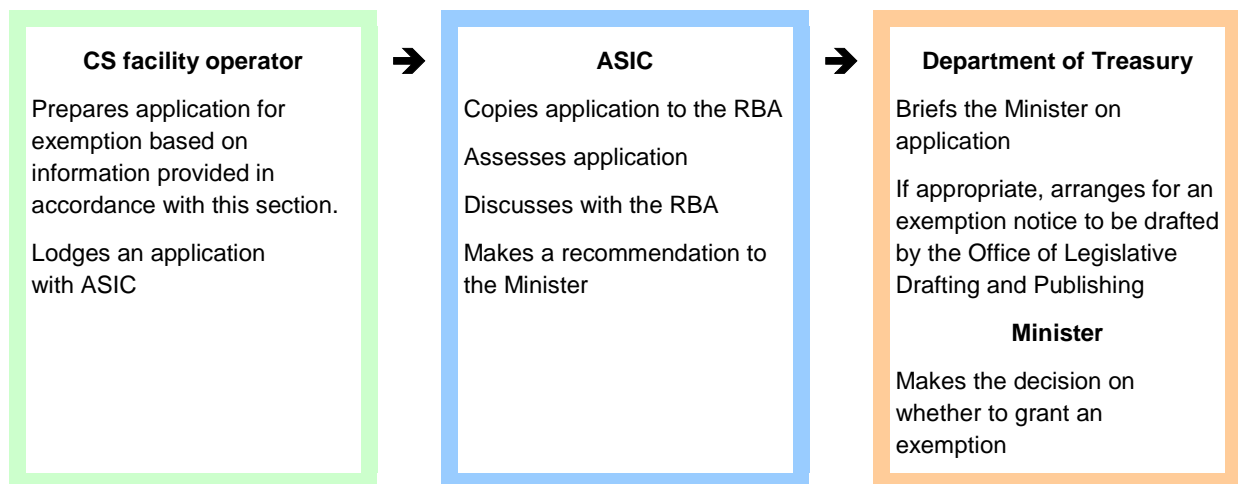 CS facility operator
Prepares application for
exemption based on
information provided in
accordance with this section.
Lodges an application
with ASIC
ASIC
Copies application to the RBA
Assesses application
Discusses with the RBA
Makes a recommendation to
the Minister
Department of Treasury
Briefs the Minister on
application
If appropriate, arranges for an
exemption notice to be drafted
by the Office of Legislative
Drafting and Publishing
Minister
Makes the decision on
whether to grant an
exemption